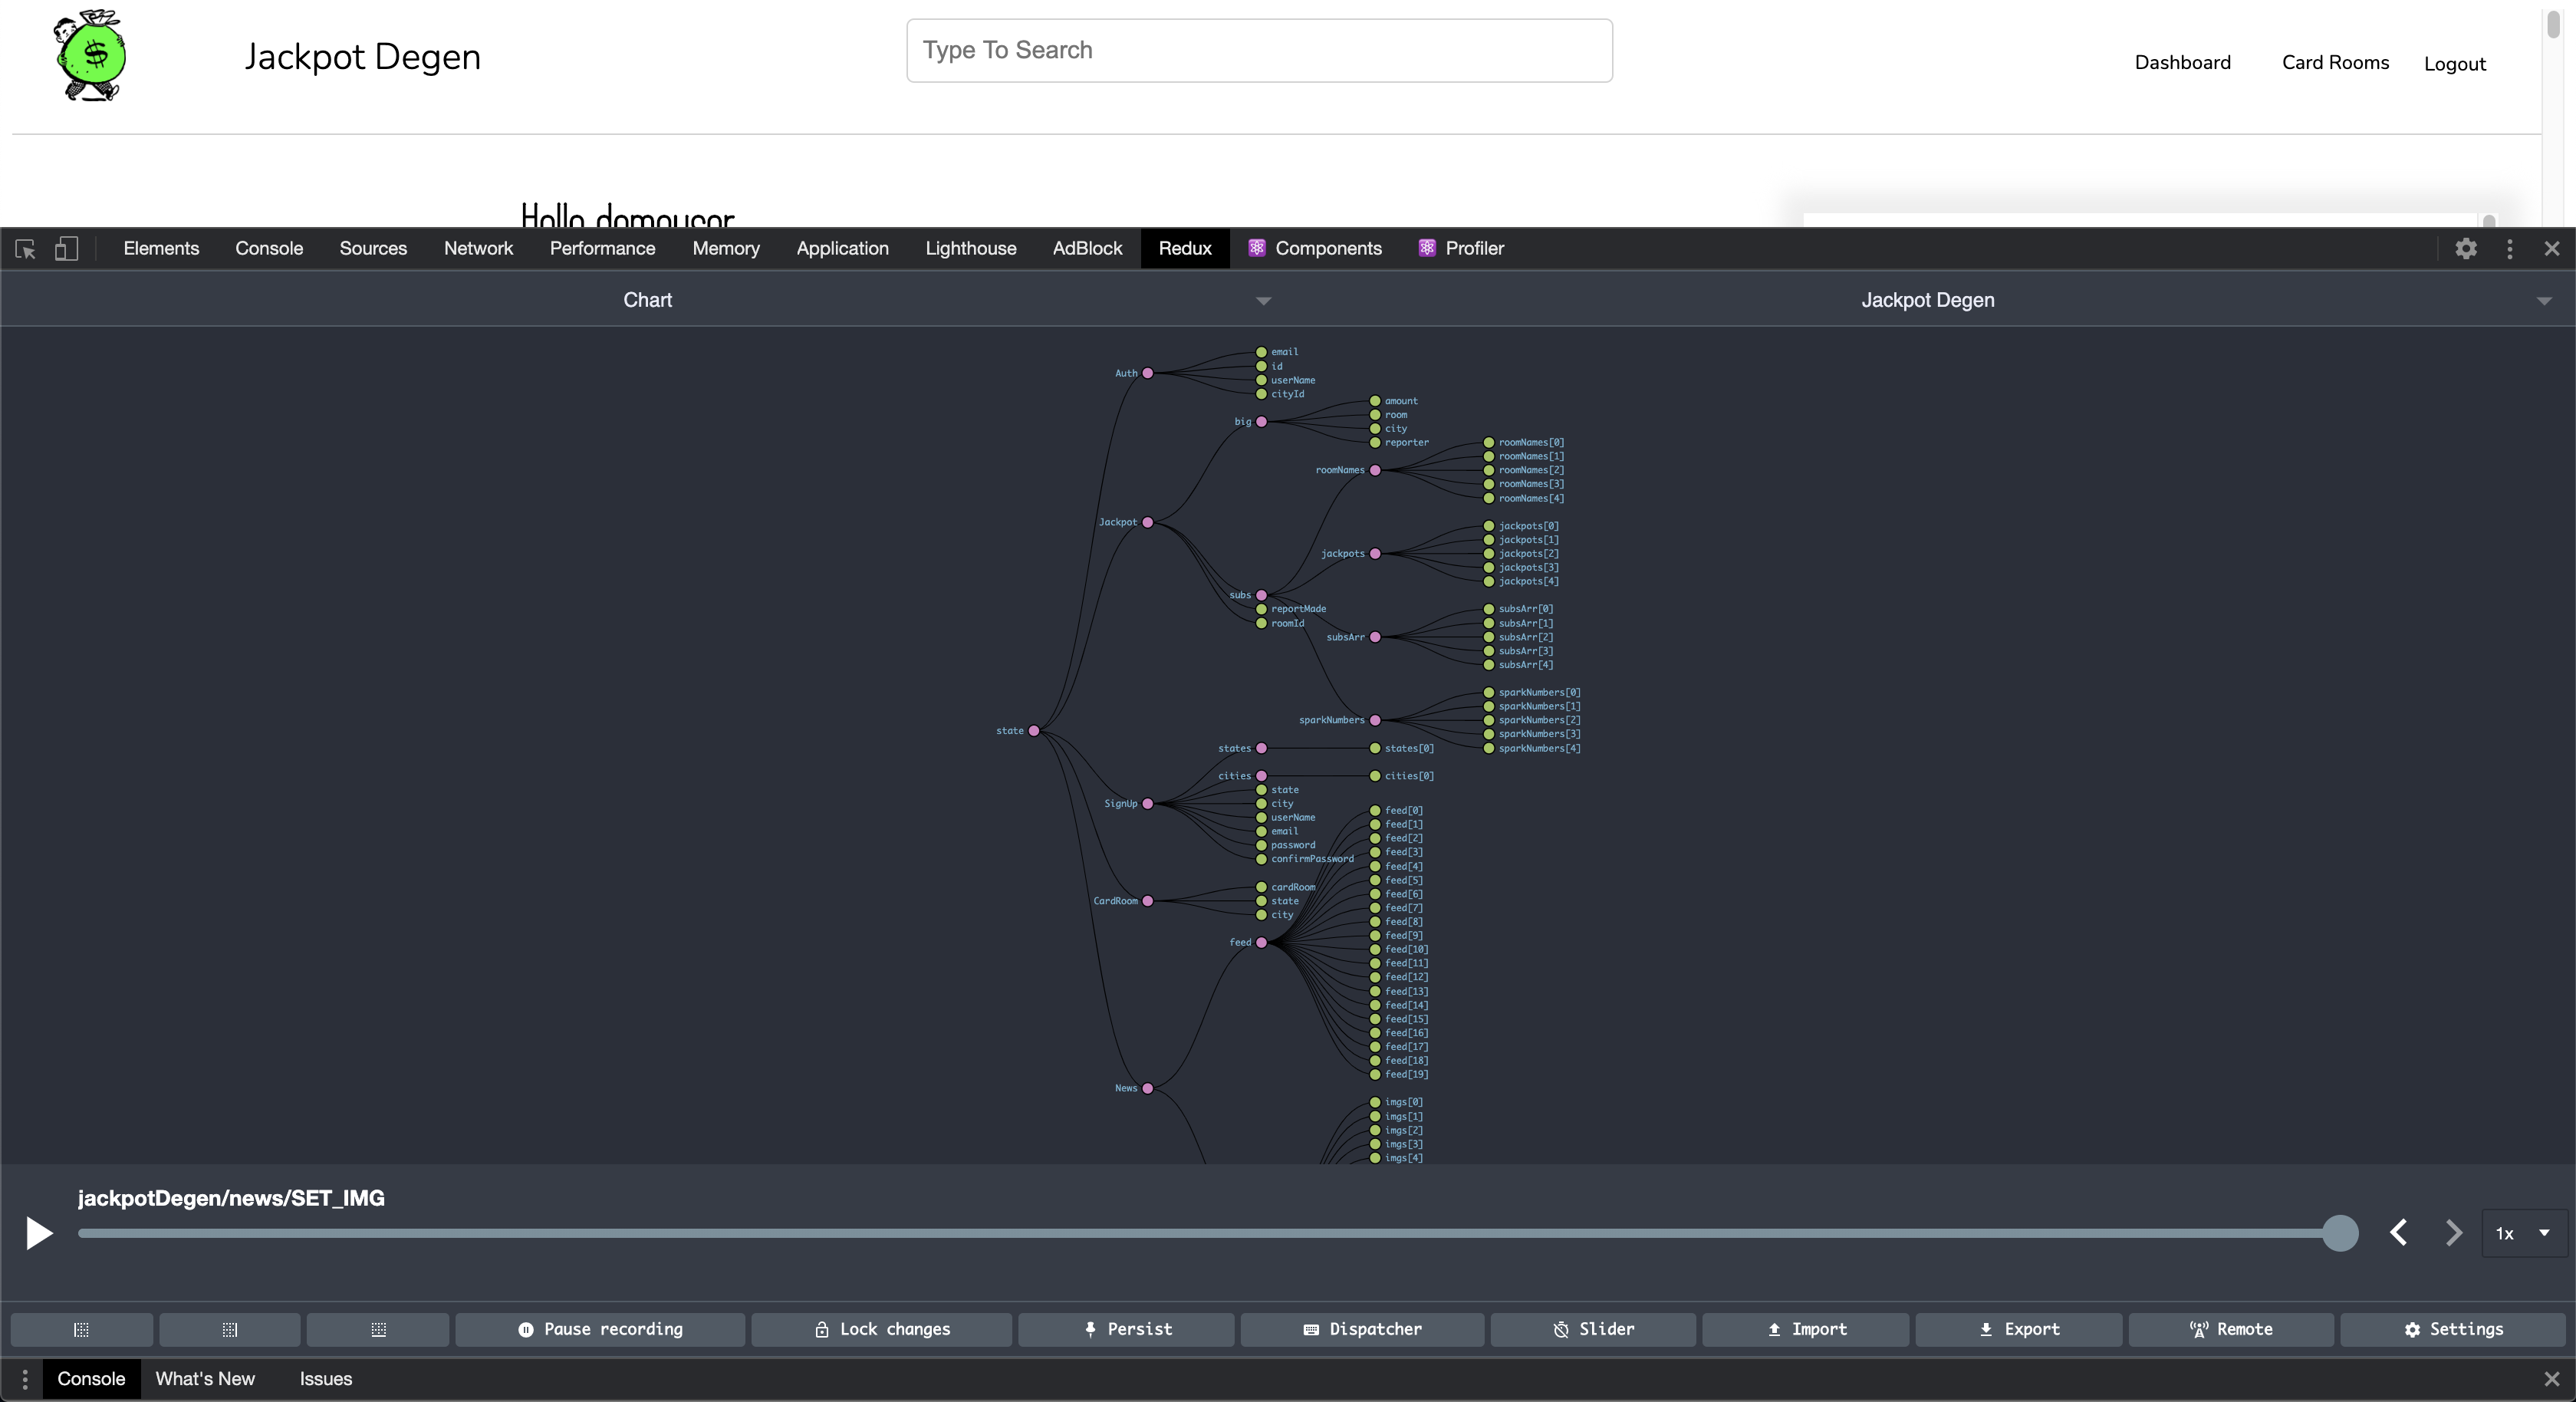 $
Jackpot Degen
Type To Search
Dashboard
Card Rooms
Logout
Elements
Console
Sources
Network
Performance
Memory
Application
Lighthouse
AdBlock
Redux
Components
Profiler
Chart
Jackpot Degen
email
Auth
id
userName
cityId
amount
big
room
city
reporter
roomNames[0]
roomNames[1]
roomNames
roomNames[2]
roomNames[3]
roomNames[4]
Jackpot
jackpots[0]
jackpots[1]
jackpots
jackpots[2]
jackpots[3]
jackpots[4]
subs
reportMade
subsArr[0]
roomId
subsArr[1]
subsArr
subsArr[2]
subsArr[3]
subsArr[4]
sparkNumbers[0]
sparkNumbers[1]
sparkNumbers
sparkNumbers[2]
state
sparkNumbers[3]
states
states[0]
sparkNumbers[4]
cities
cities[0]
state
SignUp
city
feed[0]
userName
feed[1]
email
feed[2]
password
feed[3]
confirmPassword
feed[4]
feed[5]
cardRoom
feed[6]
CardRoom
state
feed[7]
city
feed[8]
feed[9]
feed
feed[10]
feed[11]
feed[12]
feed[13]
feed[14]
feed[15]
feed[16]
feed[17]
feed[18]
feed[19]
News
imgs[0]
imgs[1]
imgs[2]
imgs[3]
imgs[4]
jackpotDegen/news/SET_IMG
1x
Pause recording
Lock changes
Persist
Dispatcher
Slider
Import
Export
Remote
Settings
Console
What's New
Issues